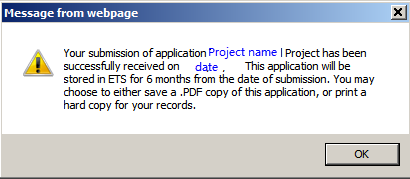 Message from webpage
Your submission of application Project name l Project has been
successfully received on date . This application will be
stored in ETS for 6 months from the date of submission. You may
choose to either save a .PDF copy of this application, or print a
hard copy for your records.
OK